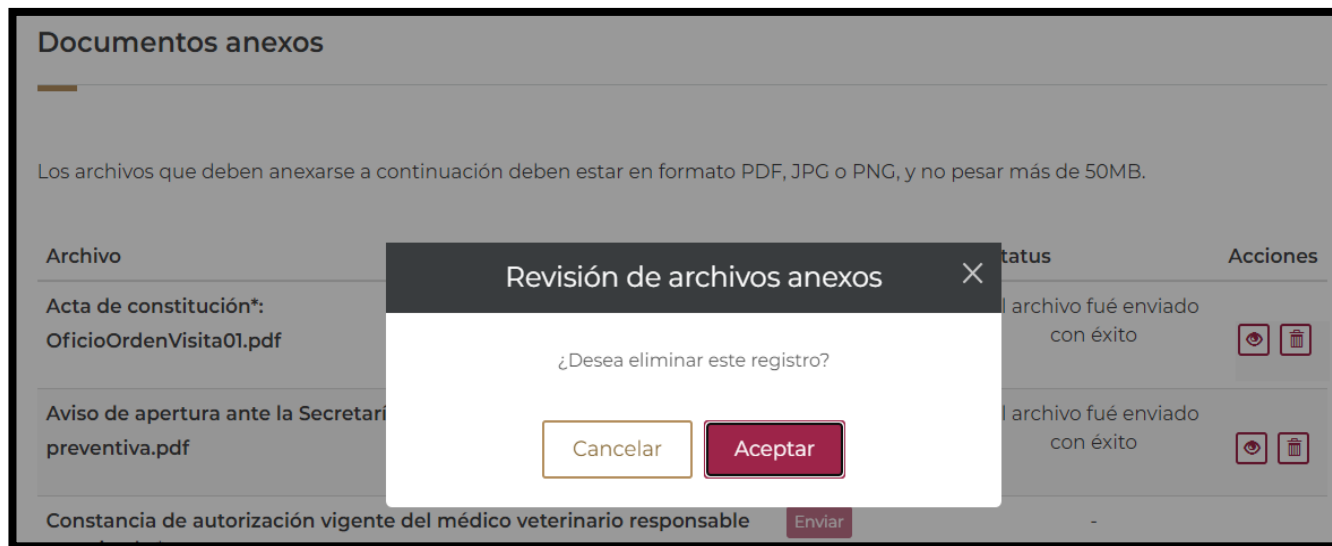 Documentos anexos
Los archivos que deben anexarse a continuación deben estar en formato PDF, JPG o PNG, y no pesar más de 50MB.
Archivo
tatus
Acciones
Revisión de archivos anexos
Acta de constitución*:
OficioOrdenVisita01.pdf
l archivo fué enviado
con éxito
¿Desea eliminar este registro?
Aviso de apertura ante la Secretarí
preventiva.pdf
l archivo fué enviado
con éxito
Cancelar
Aceptar
Constancia de autorización vigente del médico veterinario responsable
Enviar
-